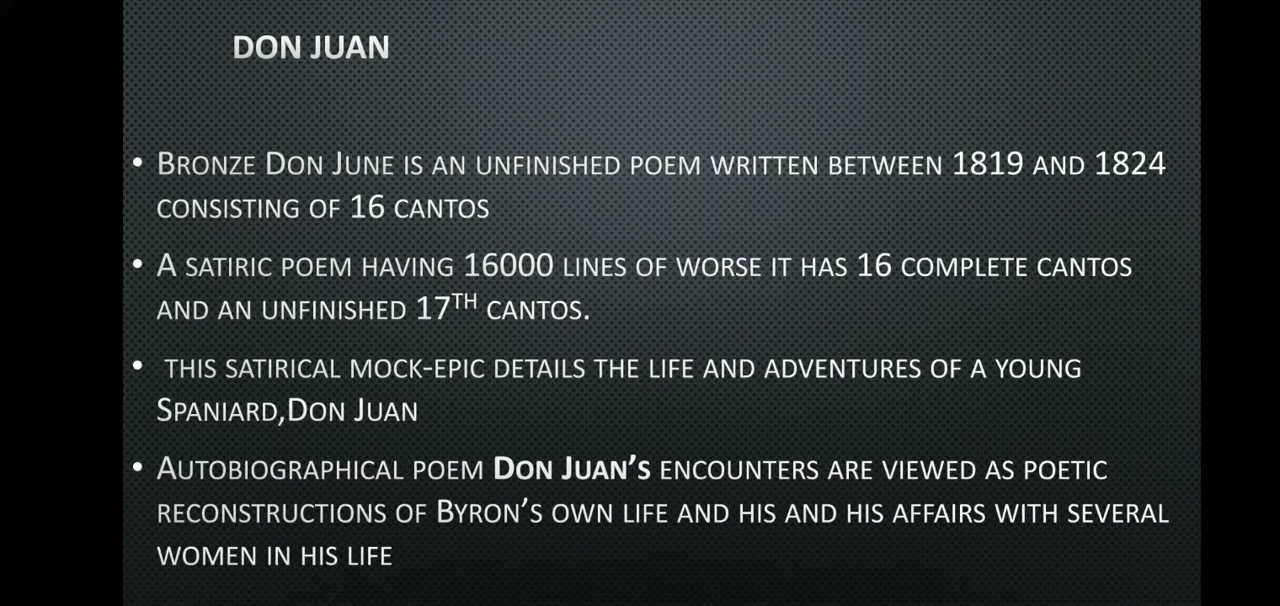 DON JUAN
• BRONZE DON JUNE IS AN UNFINISHED POEM WRITTEN BETWEEN 1819 AND 1824
CONSISTING OF 16 CANTOS
• A SATIRIC POEM HAVING 16000 LINES OF WORSE IT HAS 16 COMPLETE CANTOS
AND AN UNFINISHED 17TH CANTOS.
• THIS SATIRICAL MOCK-EPIC DETAILS THE LIFE AND ADVENTURES OF A YOUNG
SPANIARD,DON JUAN
• AUTOBIOGRAPHICAL POEM DON JUAN'S ENCOUNTERS ARE VIEWED AS POETIC
RECONSTRUCTIONS OF BYRON'S OWN LIFE AND HIS AND HIS AFFAIRS WITH SEVERAL
WOMEN IN HIS LIFE